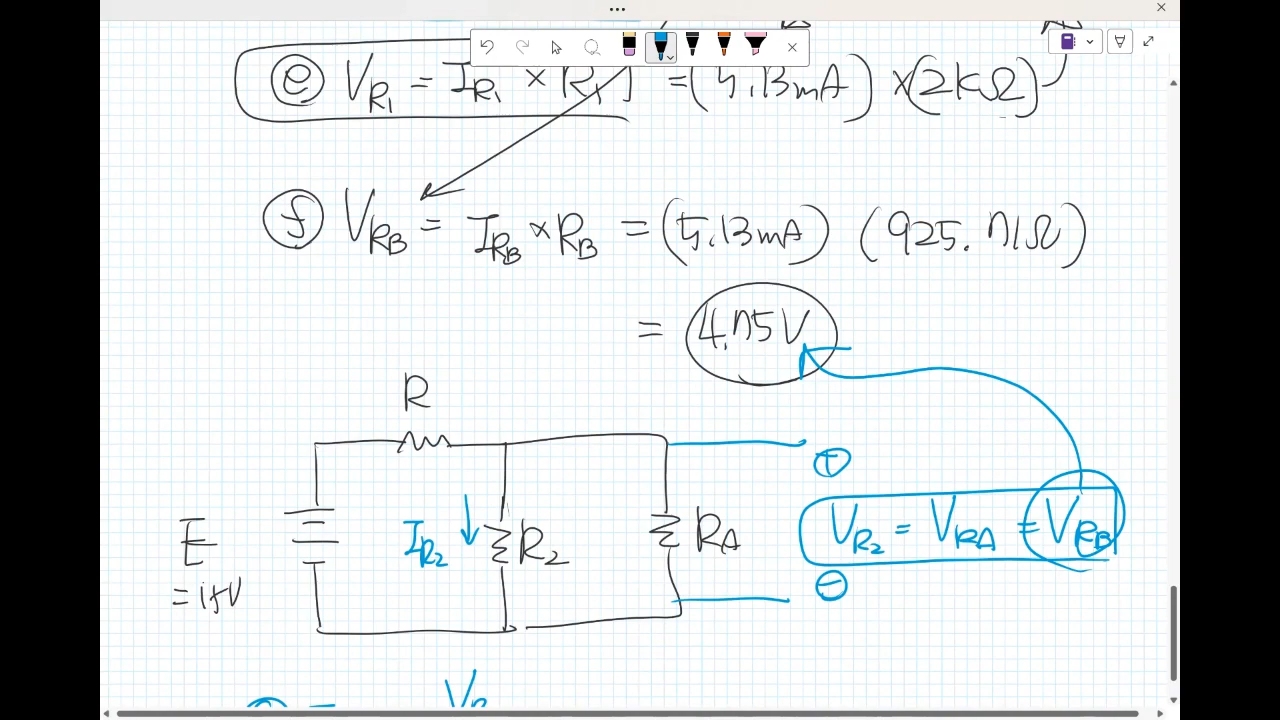 ⓔ V_R1 = I_R1 × R1 = (5.13mA) × (2kΩ)
ⓕ V_RB = I_RB × R_B = (5.13mA) (925.71Ω)
= 4.75V
R
⊕
E
= 15V
I_R2
R_2
R_A
V_R2 = V_RA = V_RB
⊖